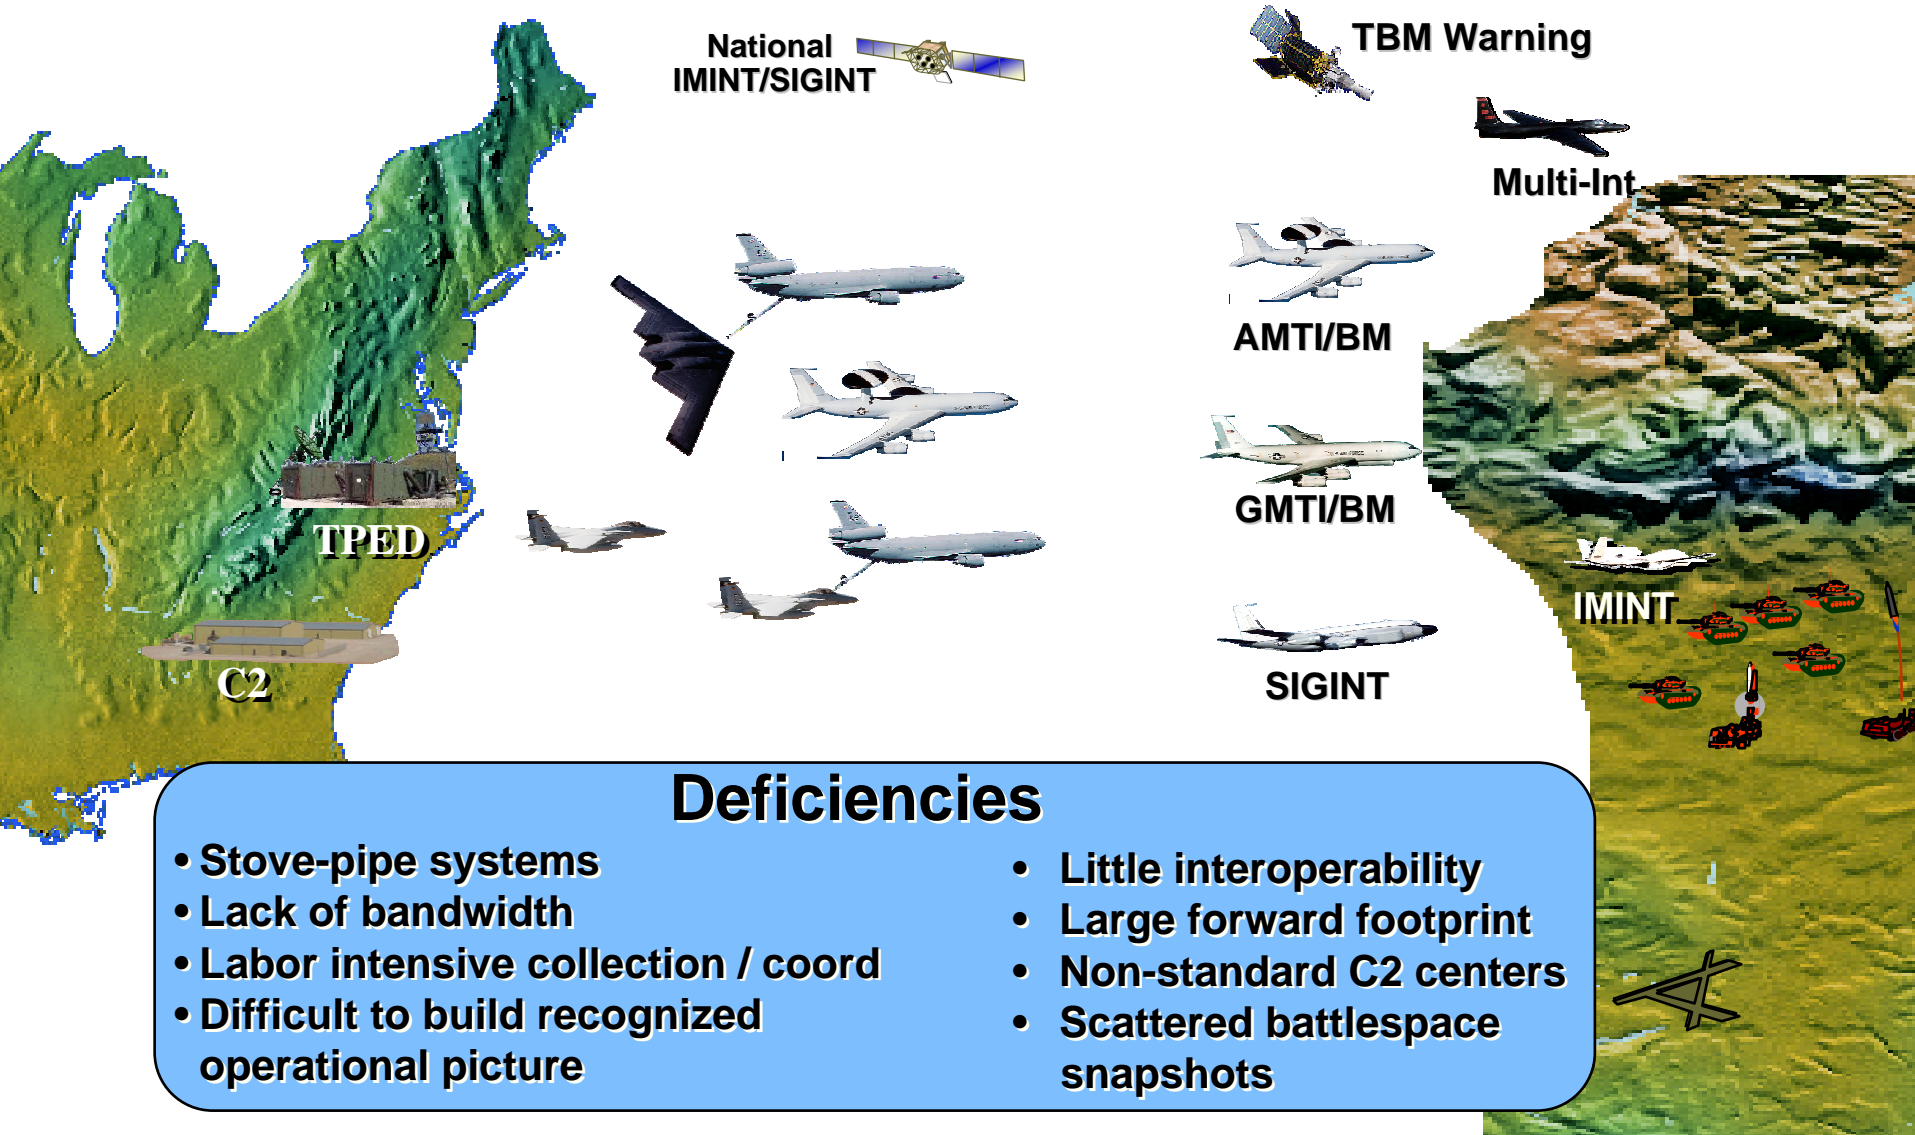 National
IMINT/SIGINT
TBM Warning
Multi-Int
AMTI/BM
GMTI/BM
TPED
IMINT
C2
SIGINT
Deficiencies
• Stove-pipe systems
• Lack of bandwidth
• Labor intensive collection / coord
• Difficult to build recognized
operational picture
• Little interoperability
• Large forward footprint
• Non-standard C2 centers
• Scattered battlespace
snapshots